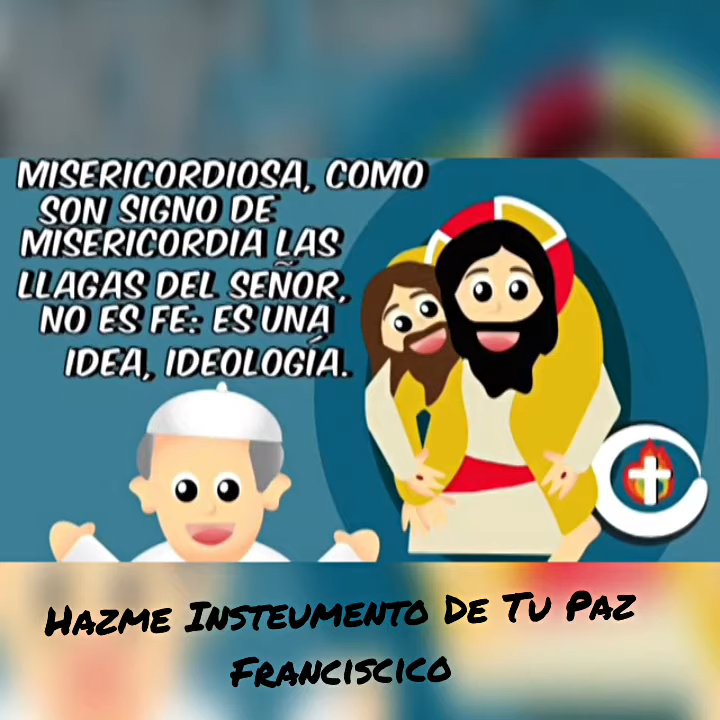 MISERICORDIOSA, COMO
SON SIGNO DE
MISERICORDIA LAS
LLAGAS DEL SEÑOR,
NO ES FE: ES UNA
IDEA, IDEOLOGÍA.
Hazme Insteumento De Tu Paz
Franciscico